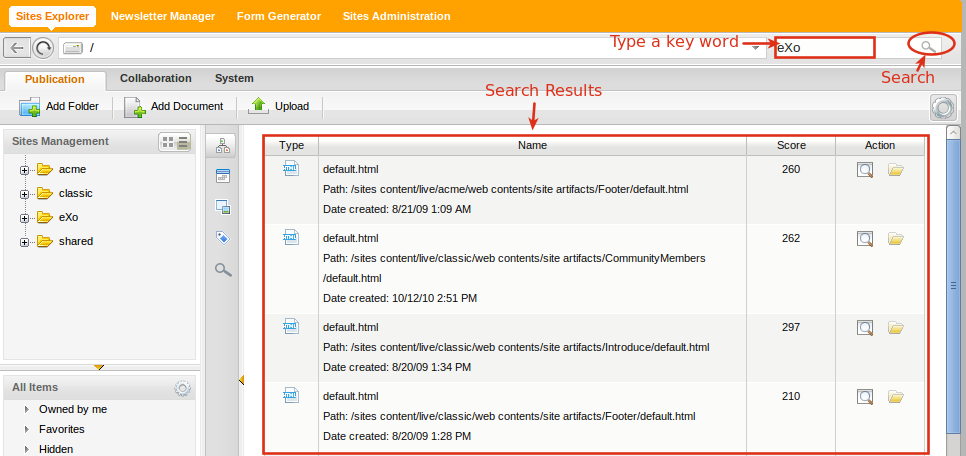 Sites Explorer Newsletter Manager Form Generator Sites Administration
/ Type a key word eXo
Search
Publication Collaboration System
Add Folder Add Document Upload
Search Results
Sites Management
acme
classic
eXo
shared
All Items
Owned by me
Favorites
Hidden
Type Name Score Action
default.html 260
Path: /sites content/live/acme/web contents/site artifacts/Footer/default.html
Date created: 8/21/09 1:09 AM
default.html 262
Path: /sites content/live/classic/web contents/site artifacts/CommunityMembers
/default.html
Date created: 10/12/10 2:51 PM
default.html 297
Path: /sites content/live/classic/web contents/site artifacts/Introduce/default.html
Date created: 8/20/09 1:34 PM
default.html 210
Path: /sites content/live/classic/web contents/site artifacts/Footer/default.html
Date created: 8/20/09 1:28 PM